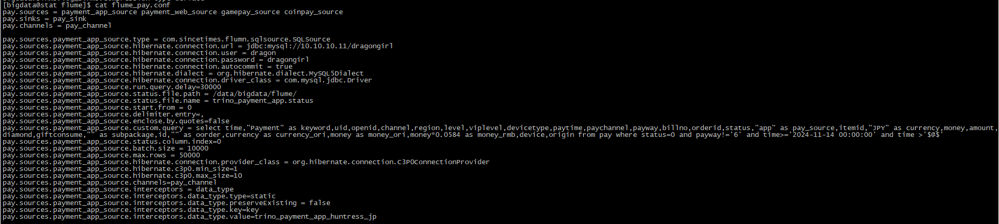 [bigdata@stat flume]$ cat flume_pay.conf
pay.sources = payment_app_source payment_web_source gamepay_source coinpay_source
pay.sinks = pay_sink
pay.channels = pay_channel
pay.sources.payment_app_source.type = com.sincetimes.flumn.sqlsource.SQLSource
pay.sources.payment_app_source.hibernate.connection.url = jdbc:mysql://10.10.10.11/dragongirl
pay.sources.payment_app_source.hibernate.connection.user = dragon
pay.sources.payment_app_source.hibernate.connection.password = dragongirl
pay.sources.payment_app_source.hibernate.connection.autocommit = true
pay.sources.payment_app_source.hibernate.dialect = org.hibernate.dialect.MySQL5Dialect
pay.sources.payment_app_source.hibernate.connection.driver_class = com.mysql.jdbc.Driver
pay.sources.payment_app_source.run.query.delay=30000
pay.sources.payment_app_source.status.file.path = /data/bigdata/flume/
pay.sources.payment_app_source.status.file.name = trino_payment_app.status
pay.sources.payment_app_source.start.from = 0
pay.sources.payment_app_source.delimiter.entry=,
pay.sources.payment_app_source.enclose.by.quotes=false
pay.sources.payment_app_source.custom.query = select time,"Payment" as keyword,uid,openid,channel,region,level,viplevel,devicetype,paytime,paychannel,payway,billno,orderid,status,"app" as pay_source,itemid,"JPY" as currency,money,amount,
diamond,giftconsume,"" as subpackage,id,"" as oorder,currency as currency_ori,money as money_ori,money*0.0584 as money_rmb,device,origin from pay where status=0 and payway!='6' and time>='2024-11-14 00:00:00' and time >'$@$'
pay.sources.payment_app_source.status.column.index=0
pay.sources.payment_app_source.batch.size = 10000
pay.sources.payment_app_source.max.rows = 50000
pay.sources.payment_app_source.hibernate.connection.provider_class = org.hibernate.connection.C3P0ConnectionProvider
pay.sources.payment_app_source.hibernate.c3p0.min_size=1
pay.sources.payment_app_source.hibernate.c3p0.max_size=10
pay.sources.payment_app_source.channels=pay_channel
pay.sources.payment_app_source.interceptors = data_type
pay.sources.payment_app_source.interceptors.data_type.type=static
pay.sources.payment_app_source.interceptors.data_type.preserveExisting = false
pay.sources.payment_app_source.interceptors.data_type.key=key
pay.sources.payment_app_source.interceptors.data_type.value=trino_payment_app_huntress_jp